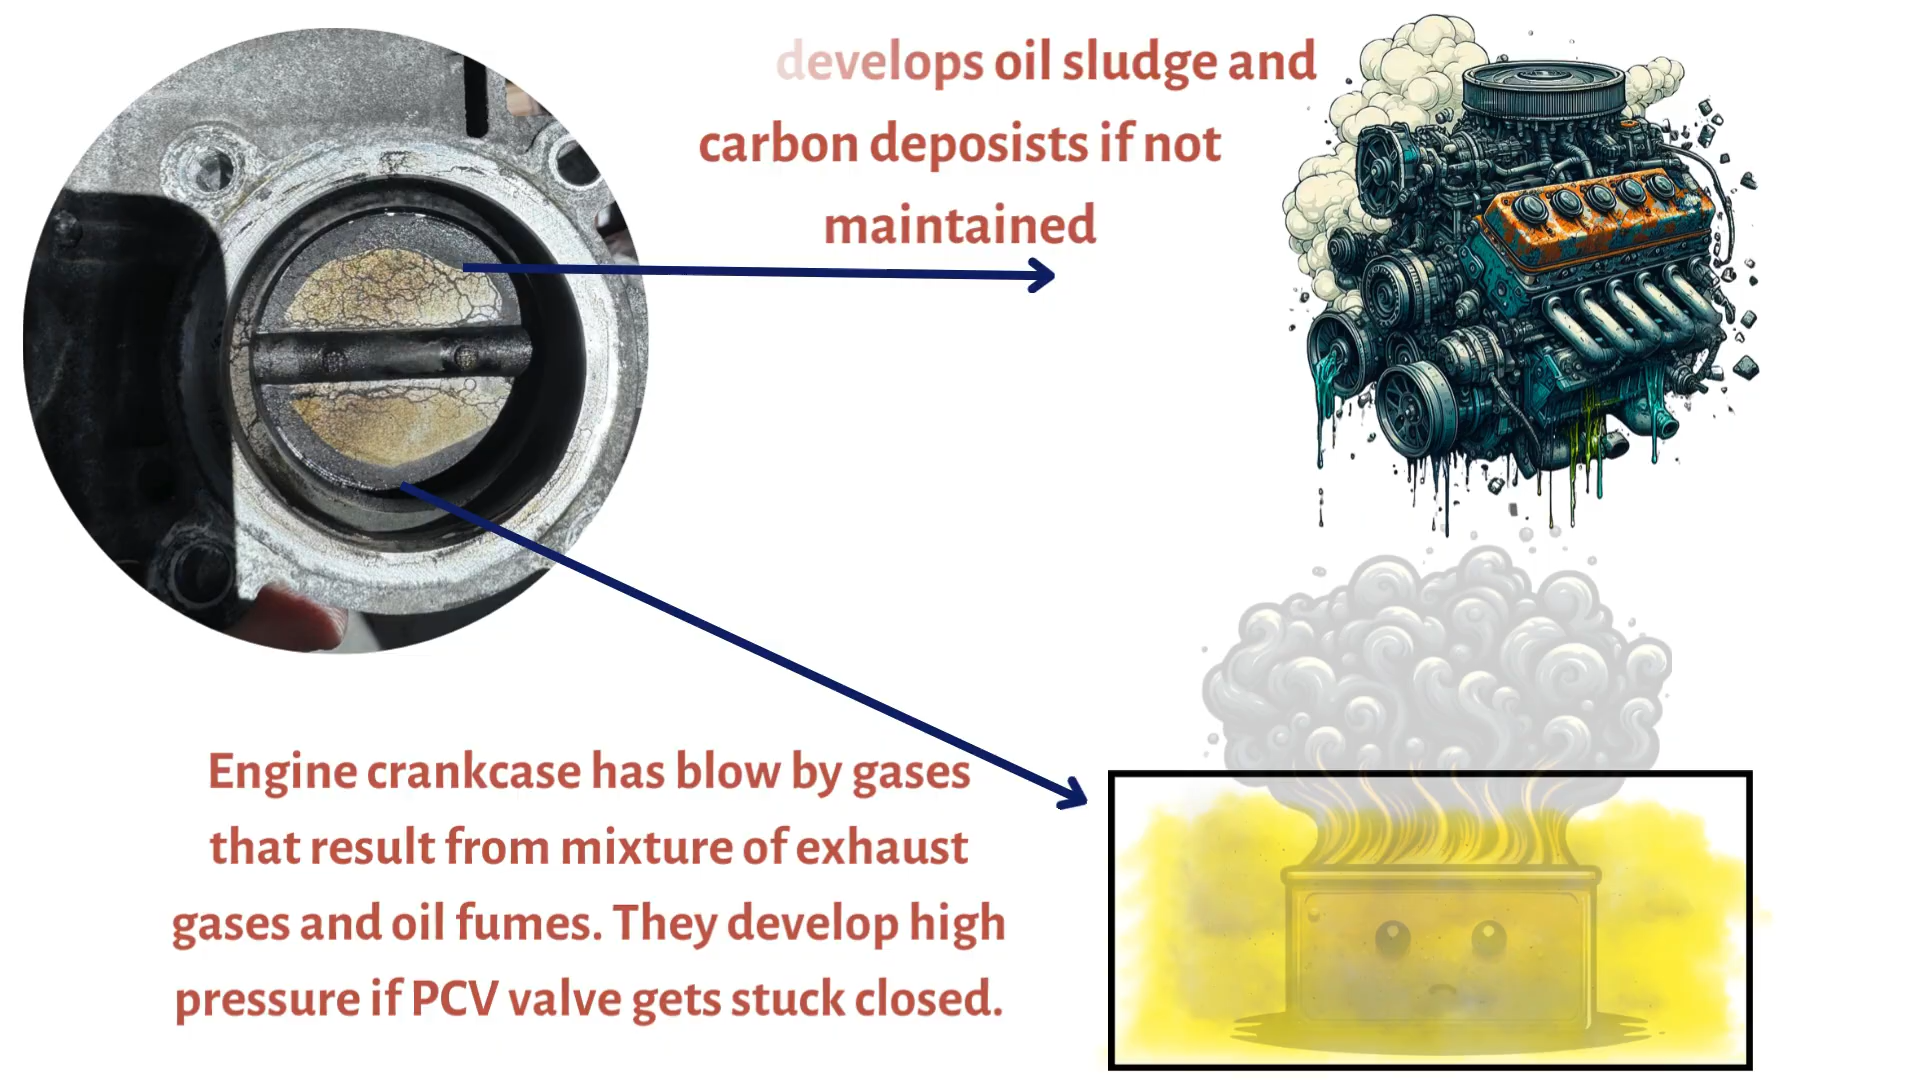 develops oil sludge and
carbon deposists if not
maintained
Engine crankcase has blow by gases
that result from mixture of exhaust
gases and oil fumes. They develop high
pressure if PCV valve gets stuck closed.